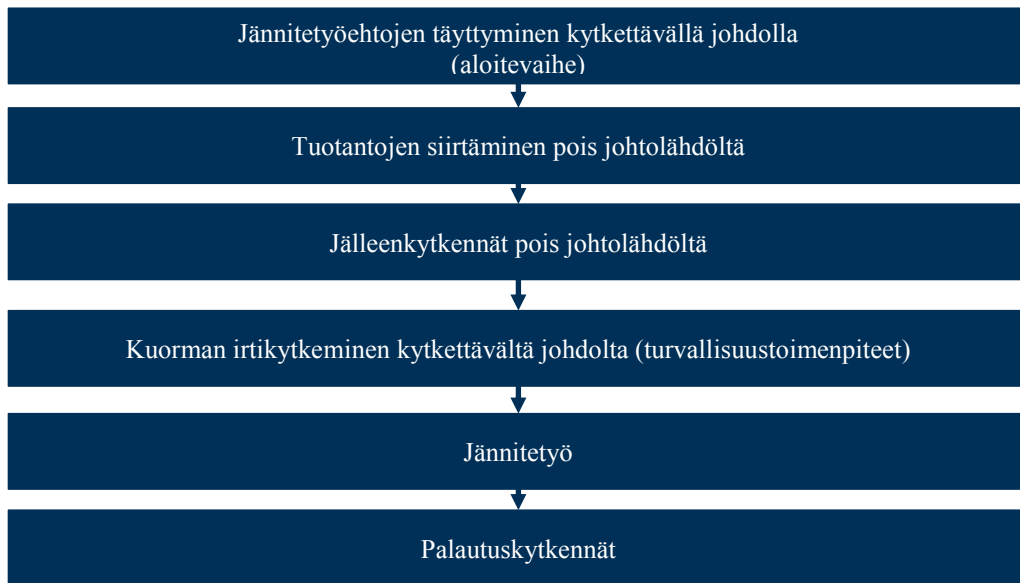 Jännitetyöehtojen täyttyminen kytkettävällä johdolla
(aloitevaihe)
Tuotantojen siirtäminen pois johtolähdöltä
Jälleenkytkennät pois johtolähdöltä
Kuorman irtikytkeminen kytkettävältä johdolta (turvallisuustoimenpiteet)
Jännitetyö
Palautuskytkennät